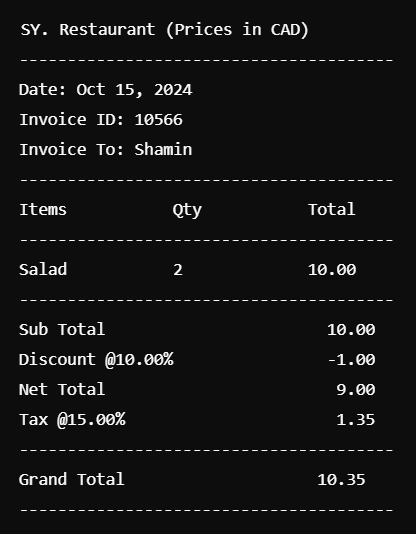 SY. Restaurant (Prices in CAD)
---------------------------------------
Date: Oct 15, 2024
Invoice ID: 10566
Invoice To: Shamin
---------------------------------------
Items           Qty           Total
---------------------------------------
Salad           2             10.00
---------------------------------------
Sub Total                       10.00
Discount @10.00%                -1.00
Net Total                        9.00
Tax @15.00%                      1.35
---------------------------------------
Grand Total                    10.35
---------------------------------------